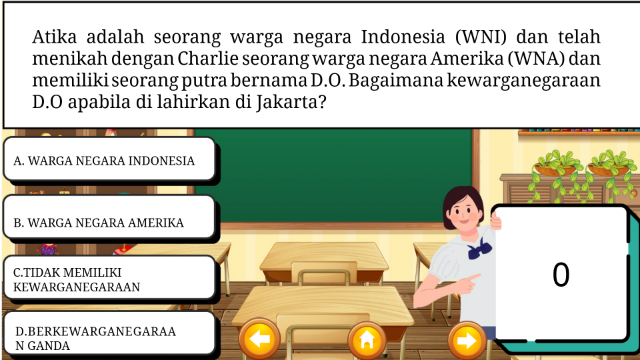 Atika adalah seorang warga negara Indonesia (WNI) dan telah
menikah dengan Charlie seorang warga negara Amerika (WNA) dan
memiliki seorang putra bernama D.O. Bagaimana kewarganegaraan
D.O apabila di lahirkan di Jakarta?
A. WARGA NEGARA INDONESIA
B. WARGA NEGARA AMERIKA
C.TIDAK MEMILIKI
KEWARGANEGARAAN
D.BERKEWARGANEGARAA
N GANDA
0